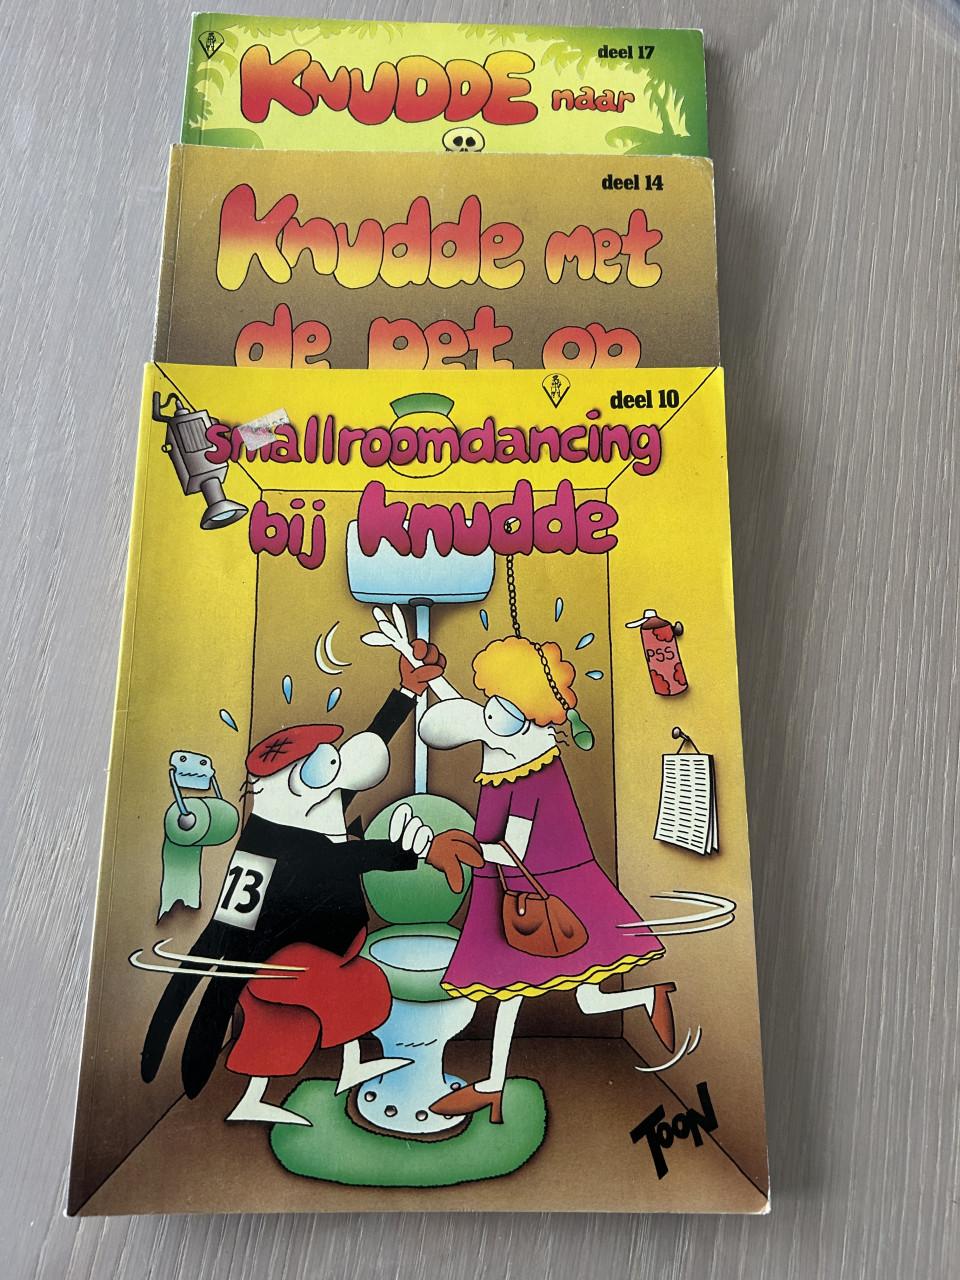 deel 17
KNUDDE naar
deel 14
Knudde met
de pet op
deel 10
smallroomdancing
bij knudde
PSS
13
TOON